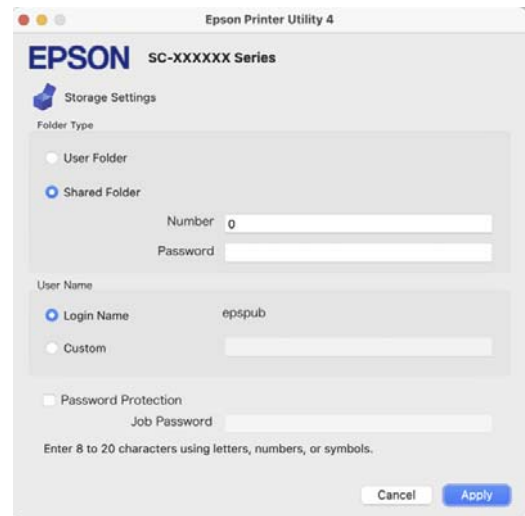 Epson Printer Utility 4
EPSON SC-XXXXXX Series
Storage Settings
Folder Type
User Folder
Shared Folder
Number 0
Password
User Name
Login Name epspub
Custom
Password Protection
Job Password
Enter 8 to 20 characters using letters, numbers, or symbols.
Cancel Apply